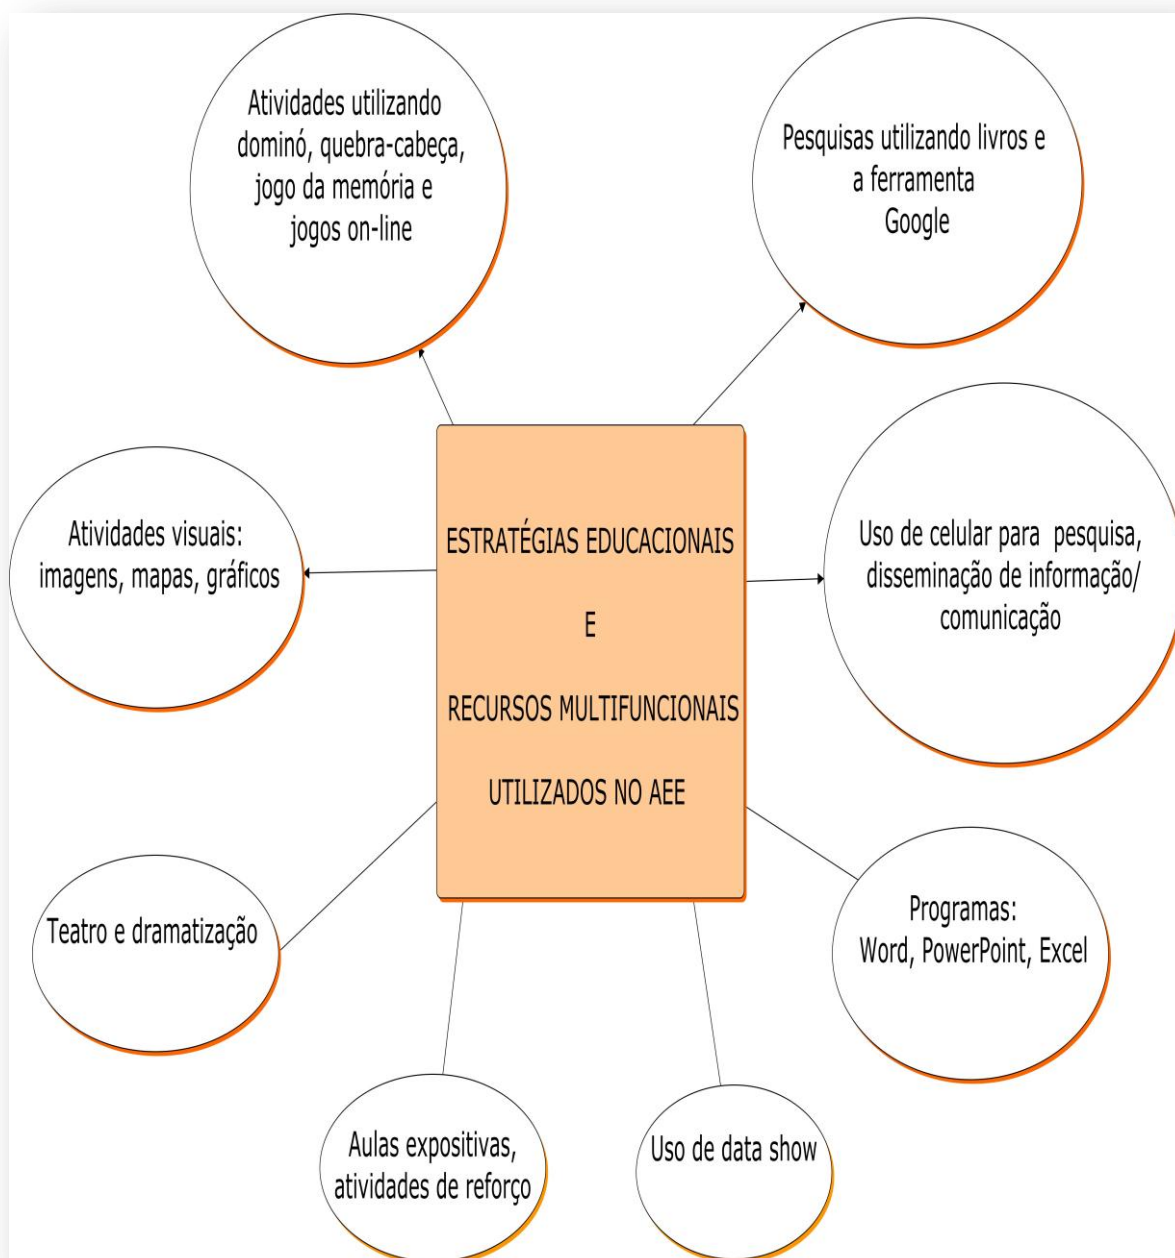 Atividades utilizando
dominó, quebra-cabeça,
jogo da memória e
jogos on-line
Pesquisas utilizando livros e
a ferramenta
Google
Atividades visuais:
imagens, mapas, gráficos
ESTRATÉGIAS EDUCACIONAIS
E
RECURSOS MULTIFUNCIONAIS
UTILIZADOS NO AEE
Uso de celular para pesquisa,
disseminação de informação/
comunicação
Teatro e dramatização
Programas:
Word, PowerPoint, Excel
Aulas expositivas,
atividades de reforço
Uso de data show